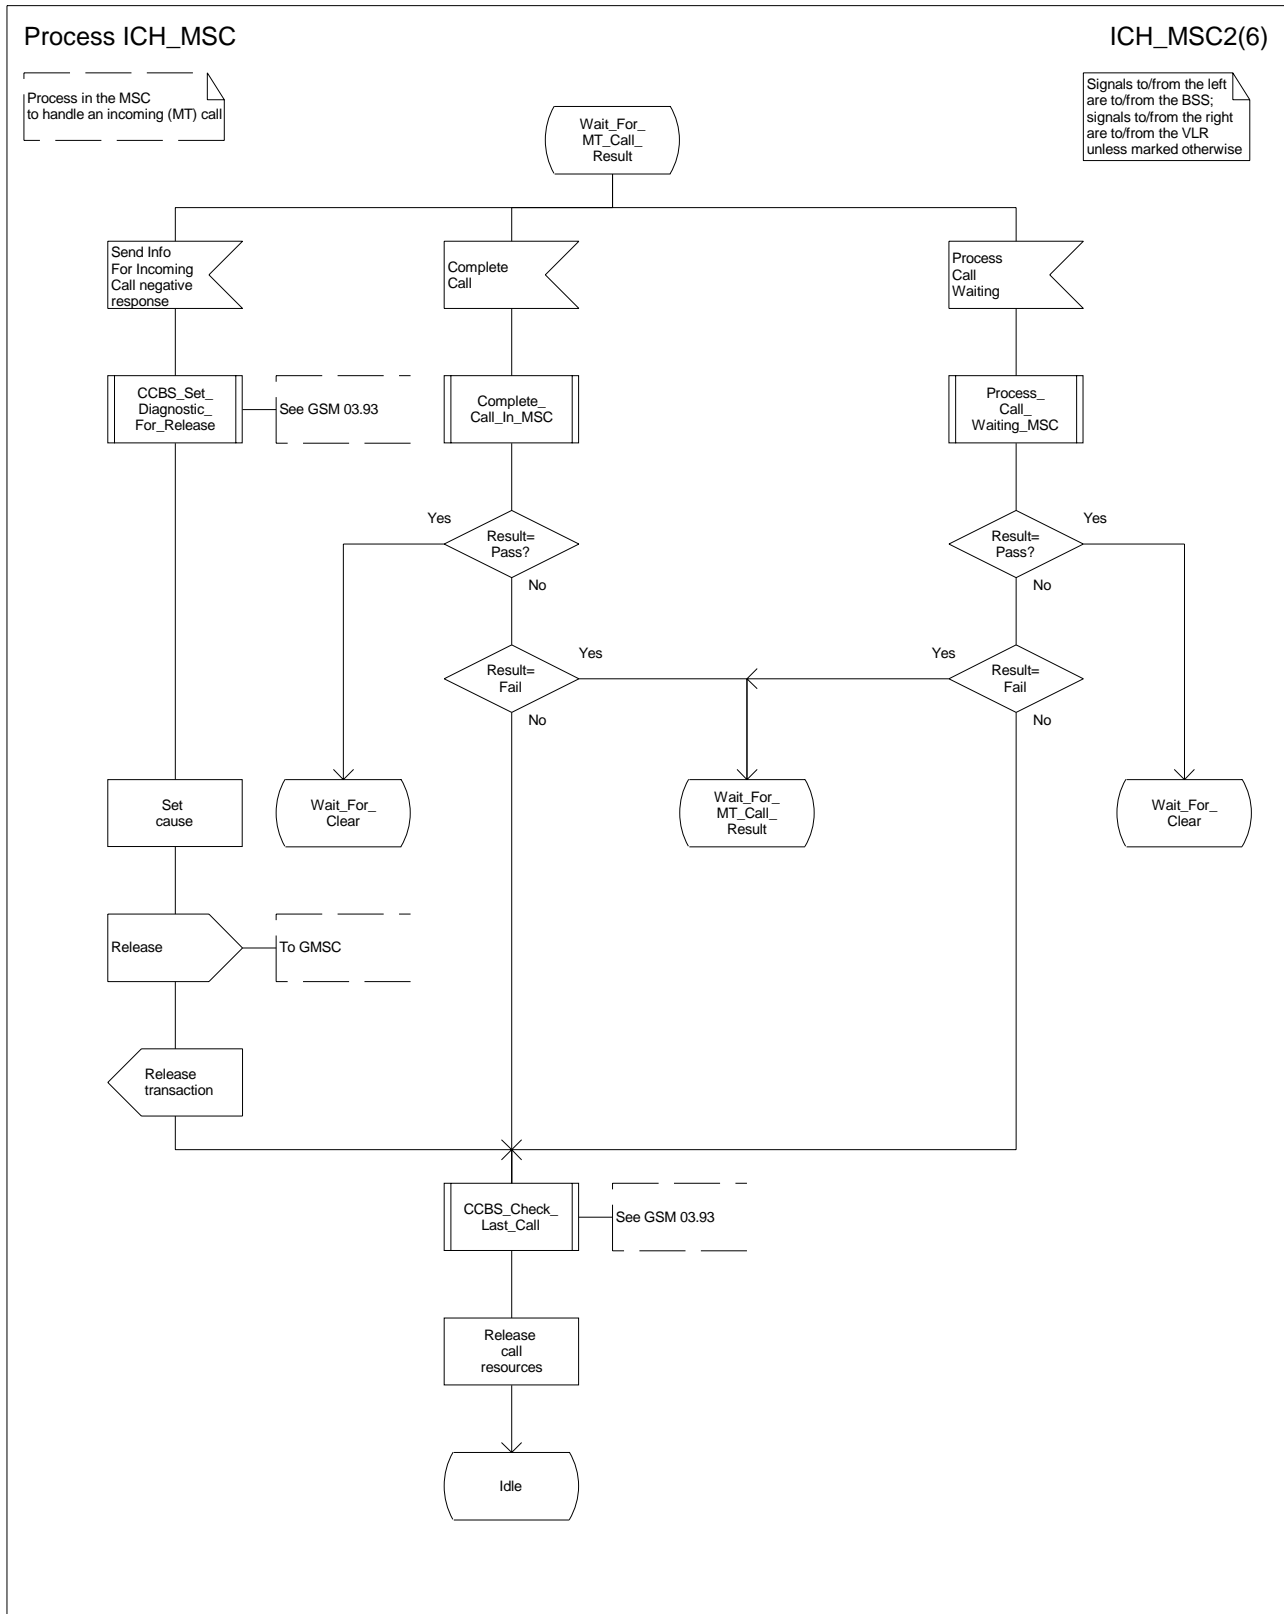 Process ICH_MSC
ICH_MSC2(6)
Process in the MSC
to handle an incoming (MT) call
Signals to/from the left
are to/from the BSS;
signals to/from the right
are to/from the VLR
unless marked otherwise
Wait_For_
MT_Call_
Result
Send Info
For Incoming
Call negative
response
Complete
Call
Process
Call
Waiting
CCBS_Set_
Diagnostic_
For_Release
See GSM 03.93
Complete_
Call_In_MSC
Process_
Call_
Waiting_MSC
Yes
Result=
Pass?
No
Result=
Pass?
Yes
No
Result=
Fail
Yes
No
Yes
Result=
Fail
No
Set
cause
Wait_For_
Clear
Wait_For_
MT_Call_
Result
Wait_For_
Clear
Release
To GMSC
Release
transaction
CCBS_Check_
Last_Call
See GSM 03.93
Release
call
resources
Idle